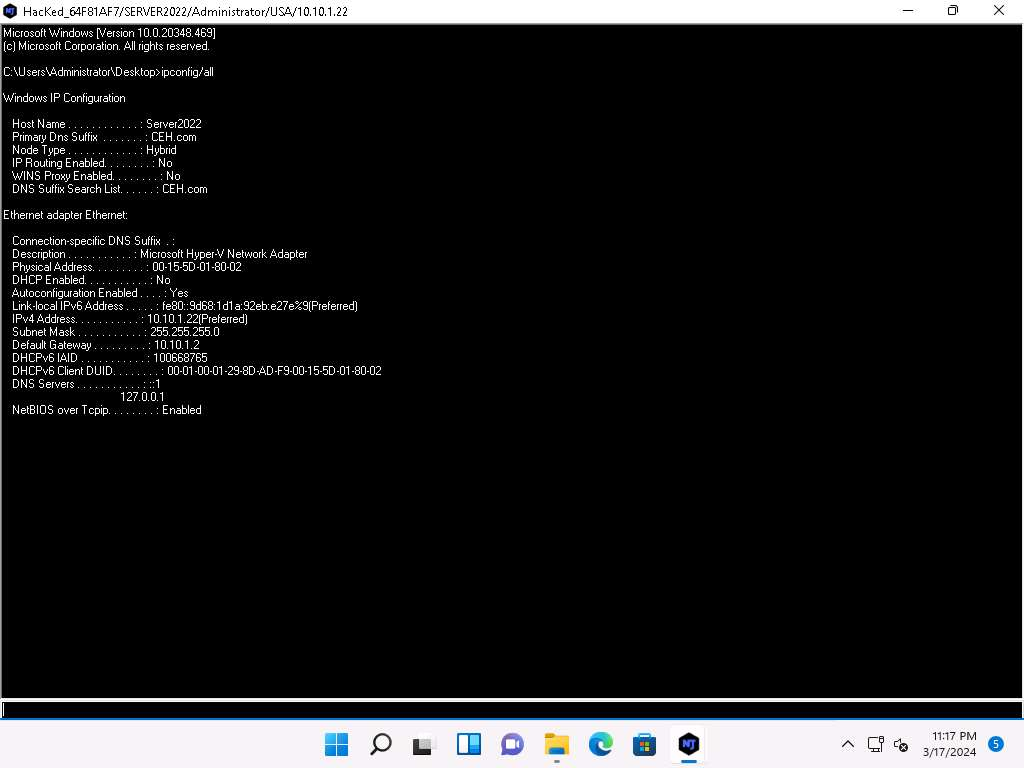 HacKed_64F81AF7/SERVER2022/Administrator/USA/10.10.1.22
Microsoft Windows [Version 10.0.20348.469]
(c) Microsoft Corporation. All rights reserved.
C:\Users\Administrator\Desktop>ipconfig/all
Windows IP Configuration
Host Name . . . . . . . . . . . . : Server2022
Primary Dns Suffix . . . . . . . : CEH.com
Node Type . . . . . . . . . . . . : Hybrid
IP Routing Enabled. . . . . . . . : No
WINS Proxy Enabled. . . . . . . . : No
DNS Suffix Search List. . . . . . : CEH.com
Ethernet adapter Ethernet:
Connection-specific DNS Suffix . :
Description . . . . . . . . . . . : Microsoft Hyper-V Network Adapter
Physical Address. . . . . . . . . : 00-15-5D-01-80-02
DHCP Enabled. . . . . . . . . . . : No
Autoconfiguration Enabled . . . . : Yes
Link-local IPv6 Address . . . . . : fe80::9d68:1d1a:92eb:e27e%9(Preferred)
IPv4 Address. . . . . . . . . . . : 10.10.1.22(Preferred)
Subnet Mask . . . . . . . . . . . : 255.255.255.0
Default Gateway . . . . . . . . . : 10.10.1.2
DHCPv6 IAID . . . . . . . . . . . : 100668765
DHCPv6 Client DUID. . . . . . . . : 00-01-00-01-29-8D-AD-F9-00-15-5D-01-80-02
DNS Servers . . . . . . . . . . . : ::1
127.0.0.1
NetBIOS over Tcpip. . . . . . . . : Enabled
NJ
11:17 PM
3/17/2024
5